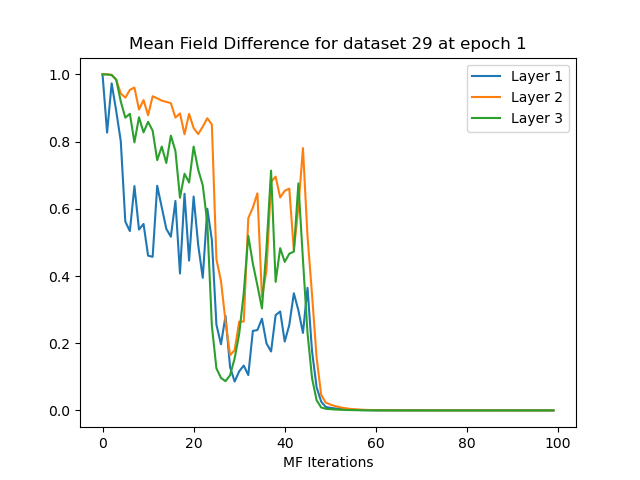 Mean Field Difference for dataset 29 at epoch 1
1.0
0.8
0.6
0.4
0.2
0.0
Layer 1
Layer 2
Layer 3
0 20 40 60 80 100
MF Iterations